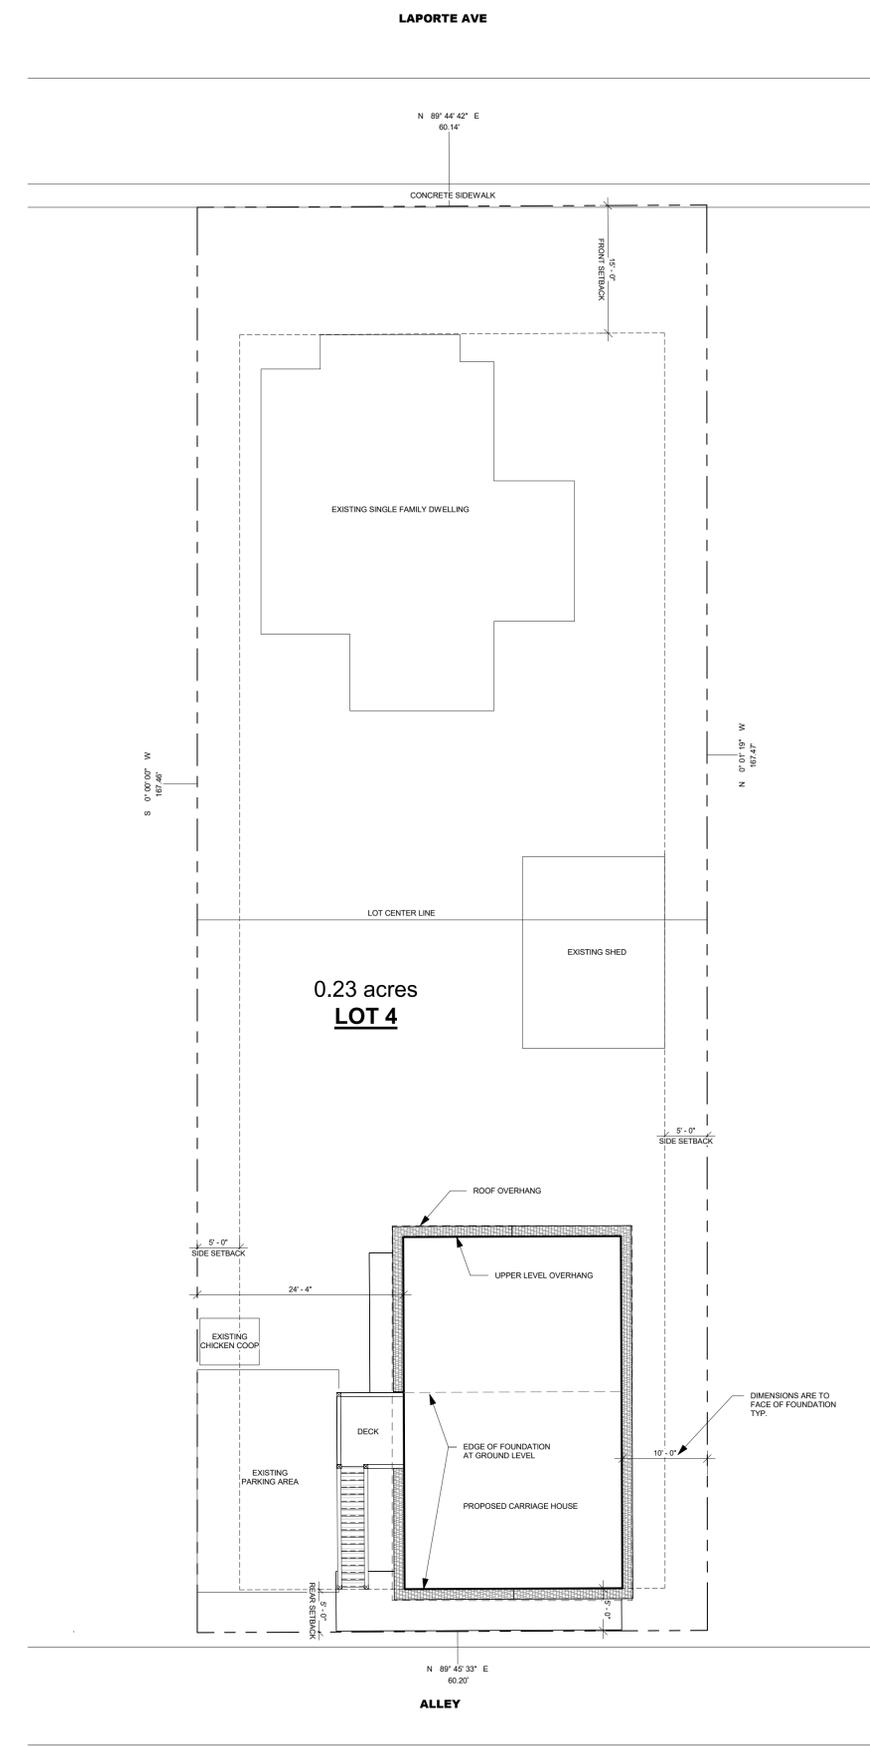 LAPORTE AVE
N 89° 44' 42" E
60.14'
CONCRETE SIDEWALK
15' - 0"
FRONT SETBACK
EXISTING SINGLE FAMILY DWELLING
S 0° 00' 00" W
167.46'
N 0° 01' 19" W
167.47'
LOT CENTER LINE
EXISTING SHED
0.23 acres
LOT 4
5' - 0"
SIDE SETBACK
ROOF OVERHANG
5' - 0"
SIDE SETBACK
UPPER LEVEL OVERHANG
24' - 4"
EXISTING
CHICKEN COOP
DIMENSIONS ARE TO
FACE OF FOUNDATION
TYP.
DECK
EDGE OF FOUNDATION
AT GROUND LEVEL
10' - 0"
EXISTING
PARKING AREA
PROPOSED CARRIAGE HOUSE
5' - 0"
REAR SETBACK
5' - 0"
N 89° 45' 33" E
60.20'
ALLEY